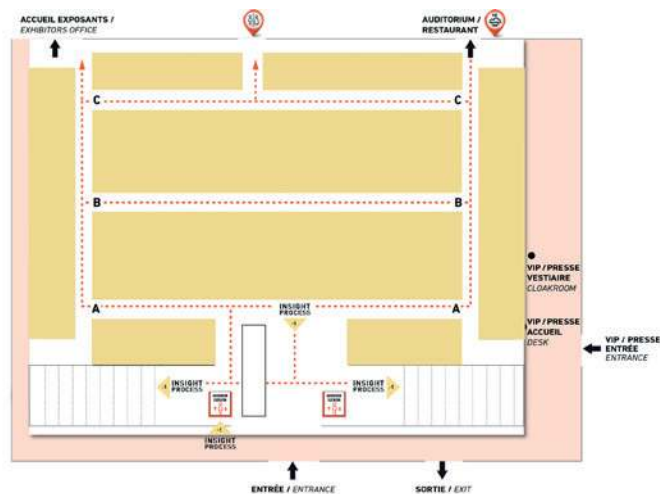 ACCUEIL EXPOSANTS /
EXHIBITORS OFFICE
AUDITORIUM /
RESTAURANT
C
C
B
B
VIP / PRESSE
VESTIAIRE
CLOAKROOM
A
INSIGHT
PROCESS
A
VIP / PRESSE
ACCUEIL
DESK
VIP / PRESSE
ENTRÉE
ENTRANCE
INSIGHT
PROCESS
INSIGHT
PROCESS
INSIGHT
PROCESS
ENTRÉE / ENTRANCE
SORTIE / EXIT